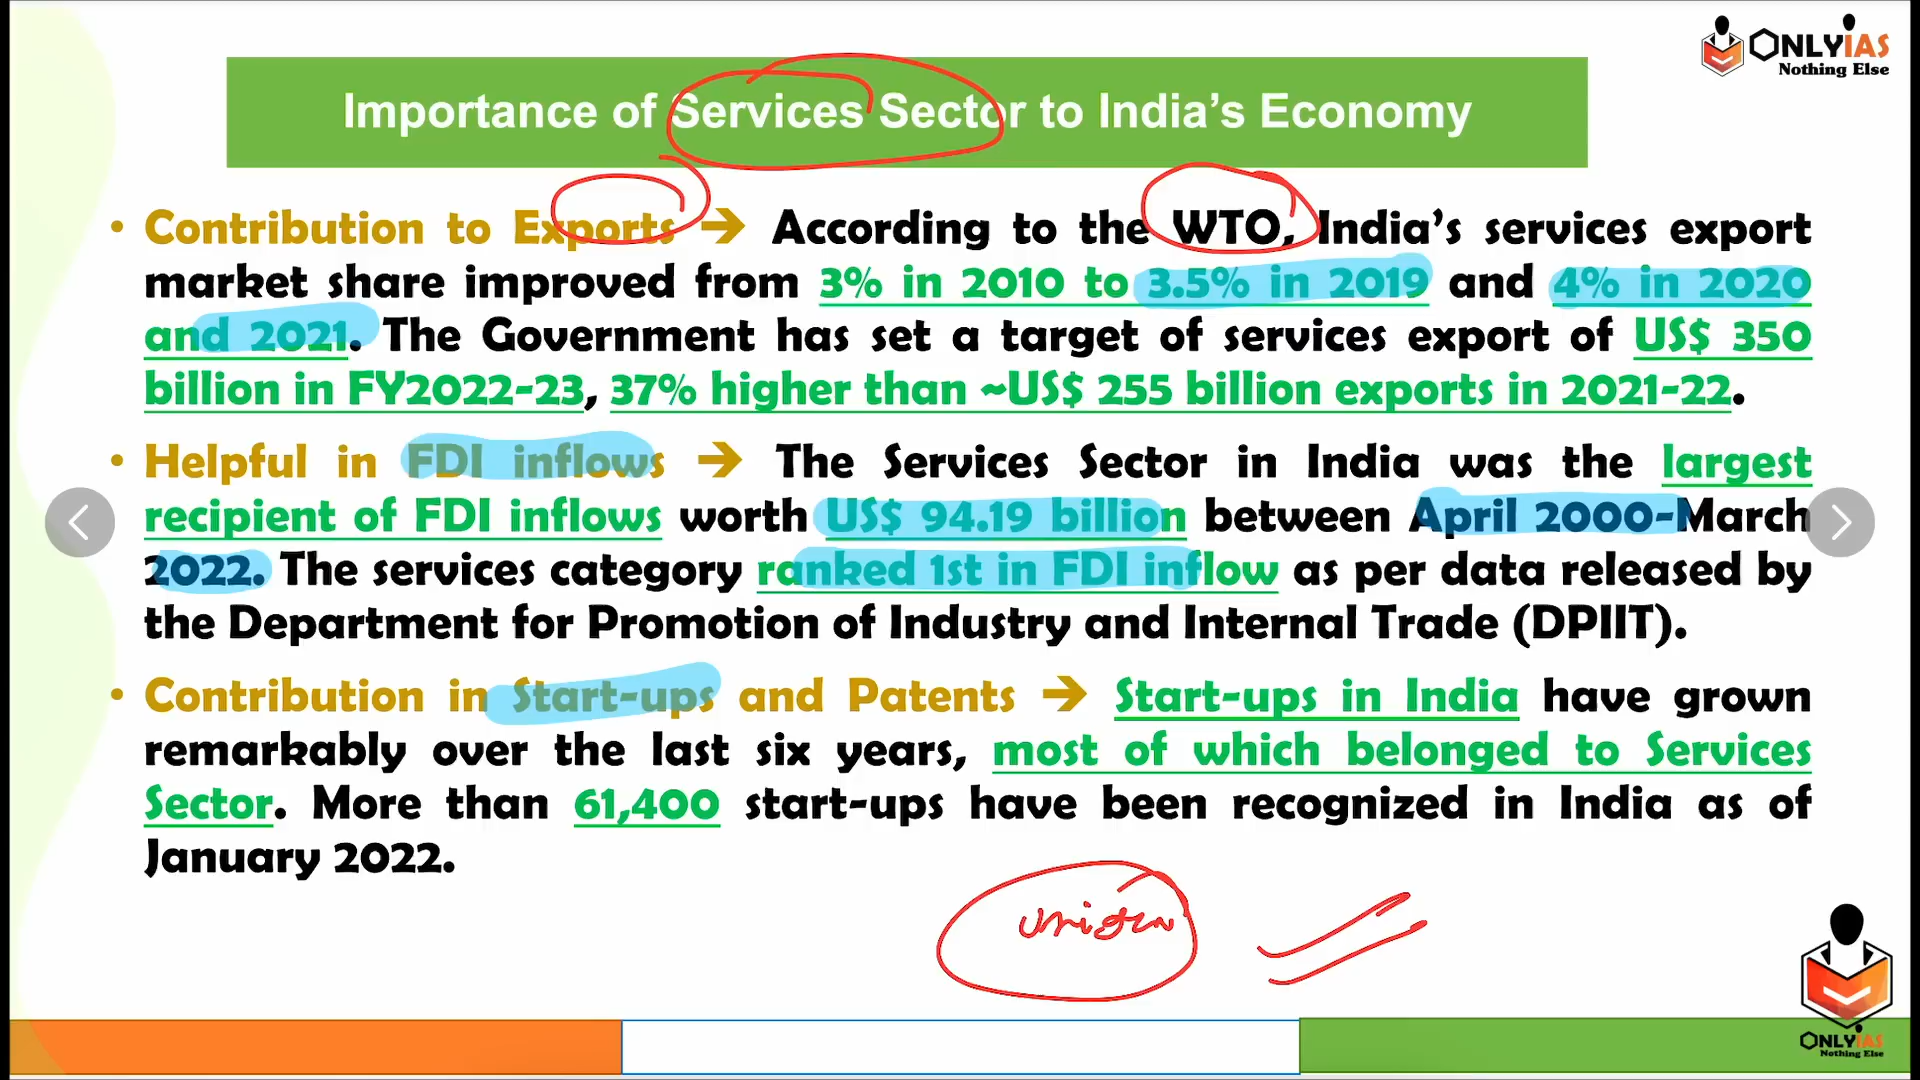 ONLYIAS
Nothing Else
Importance of Services Sector to India's Economy
• Contribution to Exports → According to the WTO, India's services export
market share improved from 3% in 2010 to 3.5% in 2019 and 4% in 2020
and 2021. The Government has set a target of services export of US$ 350
billion in FY2022-23, 37% higher than ~US$ 255 billion exports in 2021-22.
• Helpful in FDI inflows → The Services Sector in India was the largest
recipient of FDI inflows worth US$ 94.19 billion between April 2000-March
2022. The services category ranked 1st in FDI inflow as per data released by
the Department for Promotion of Industry and Internal Trade (DPIIT).
• Contribution in Start-ups and Patents → Start-ups in India have grown
remarkably over the last six years, most of which belonged to Services
Sector. More than 61,400 start-ups have been recognized in India as of
January 2022.
ONLYIAS
Nothing Else